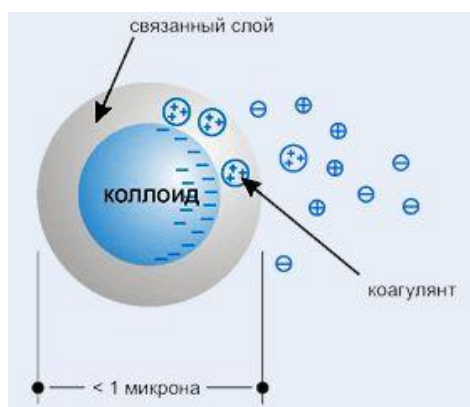 связанный слой
коллоид
коагулянт
< 1 микрона